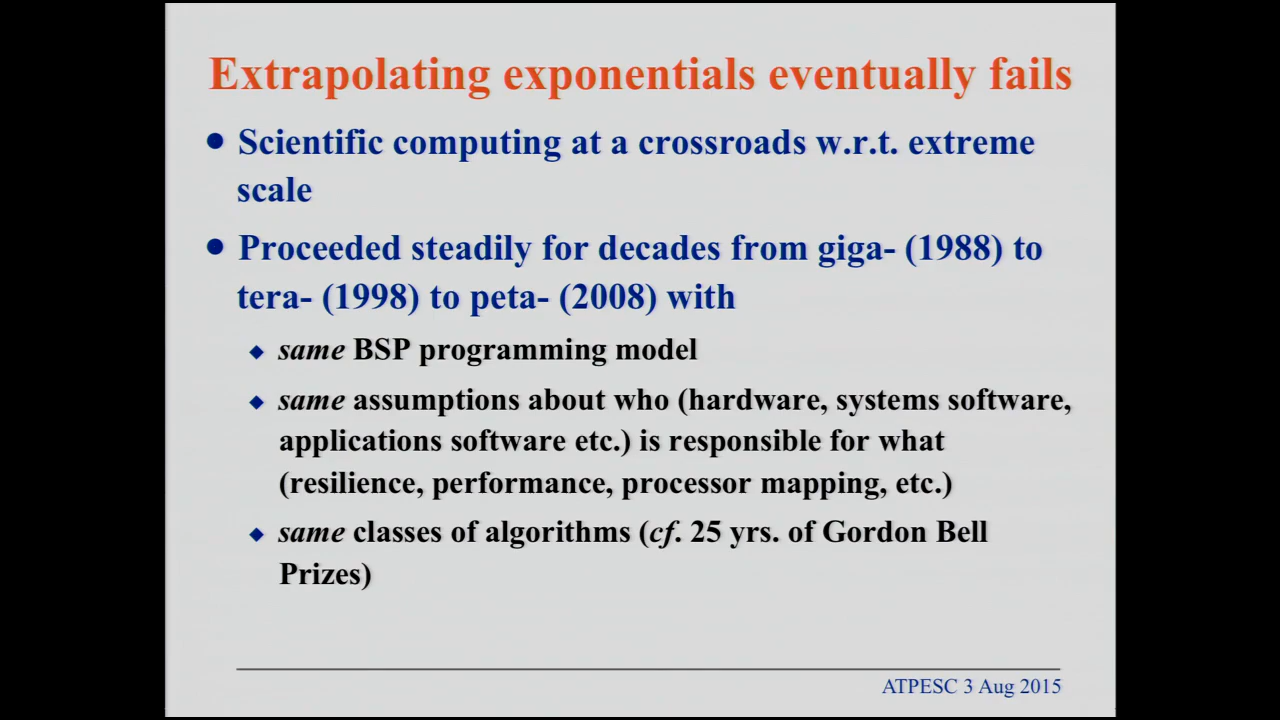 Extrapolating exponentials eventually fails
• Scientific computing at a crossroads w.r.t. extreme
scale
• Proceeded steadily for decades from giga- (1988) to
tera- (1998) to peta- (2008) with
◆ same BSP programming model
◆ same assumptions about who (hardware, systems software,
applications software etc.) is responsible for what
(resilience, performance, processor mapping, etc.)
◆ same classes of algorithms (cf. 25 yrs. of Gordon Bell
Prizes)
ATPESC 3 Aug 2015